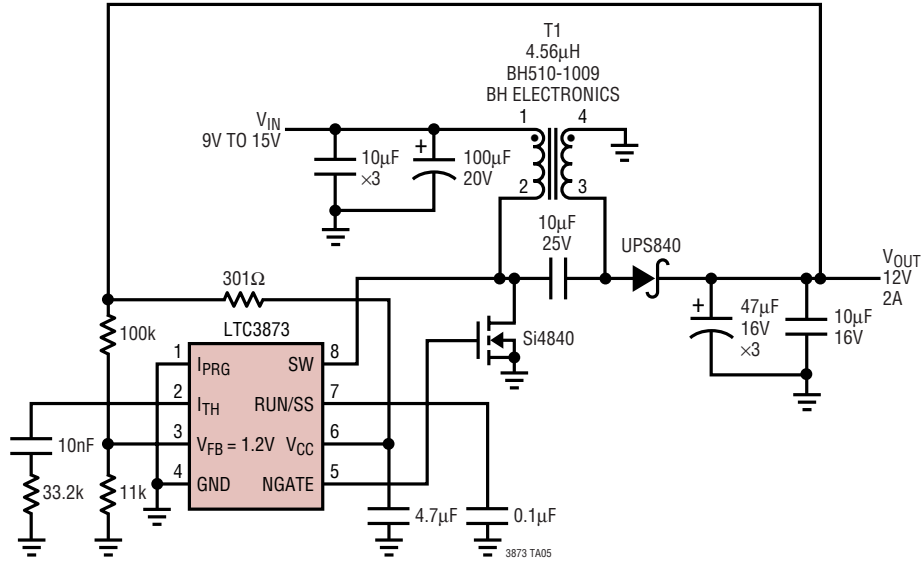 T1
4.56µH
BH510-1009
BH ELECTRONICS
1
4
VIN
9V TO 15V
10µF
×3
+
100µF
20V
2
3
10µF
25V
UPS840
VOUT
12V
2A
301Ω
+
47µF
16V
×3
10µF
16V
100k
LTC3873
Si4840
1
IPRG
SW
8
2
ITH
RUN/SS
7
10nF
3
VFB = 1.2V
VCC
6
4
GND
NGATE
5
33.2k
11k
4.7µF
0.1µF
3873 TA05